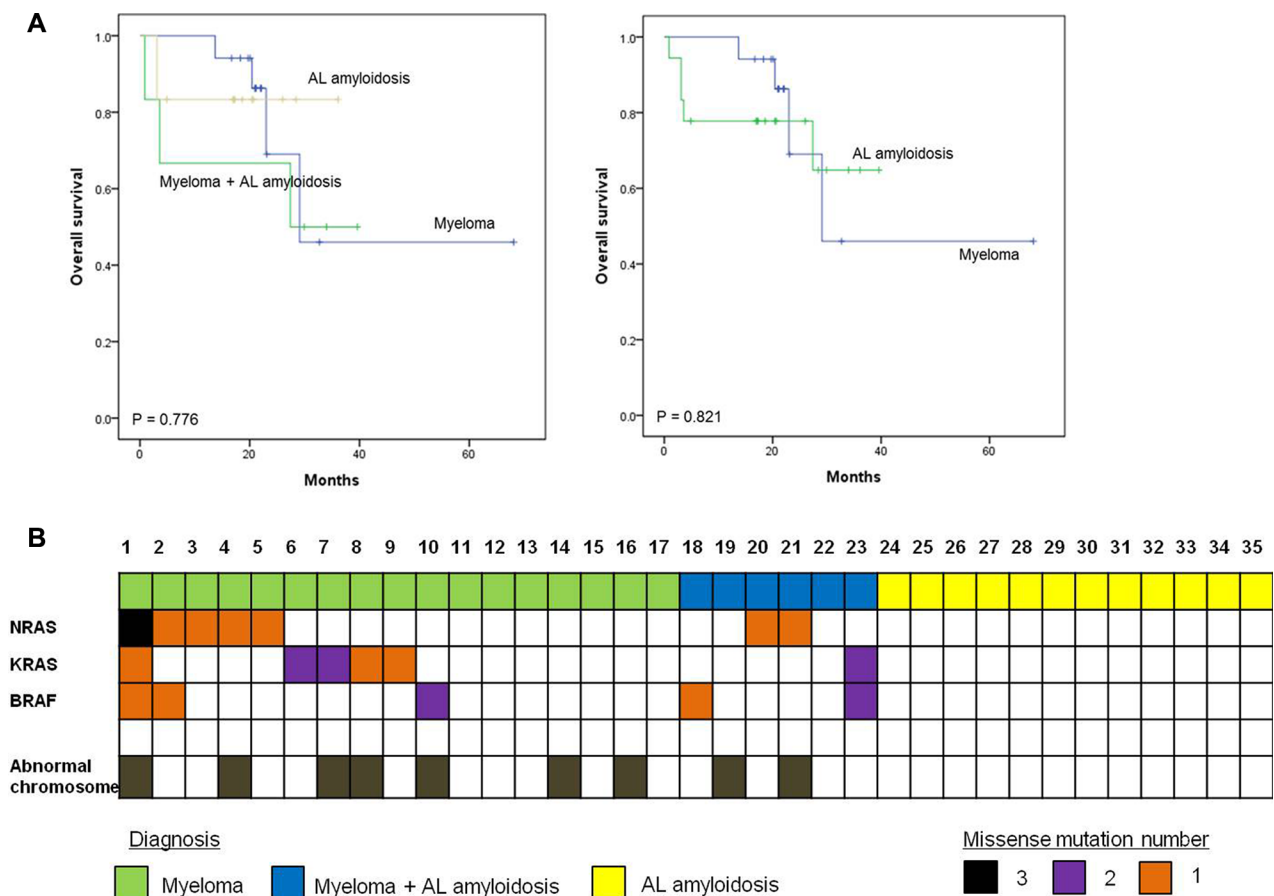 A
1.0
0.8
0.6
0.4
0.2
0.0
Overall survival
AL amyloidosis
Myeloma + AL amyloidosis
Myeloma
P = 0.776
0 20 40 60
Months
1.0
0.8
0.6
0.4
0.2
0.0
Overall survival
AL amyloidosis
Myeloma
P = 0.821
0 20 40 60
Months
B
1 2 3 4 5 6 7 8 9 10 11 12 13 14 15 16 17 18 19 20 21 22 23 24 25 26 27 28 29 30 31 32 33 34 35
NRAS
KRAS
BRAF
Abnormal
chromosome
Diagnosis
Myeloma
Myeloma + AL amyloidosis
AL amyloidosis
Missense mutation number
3 2 1